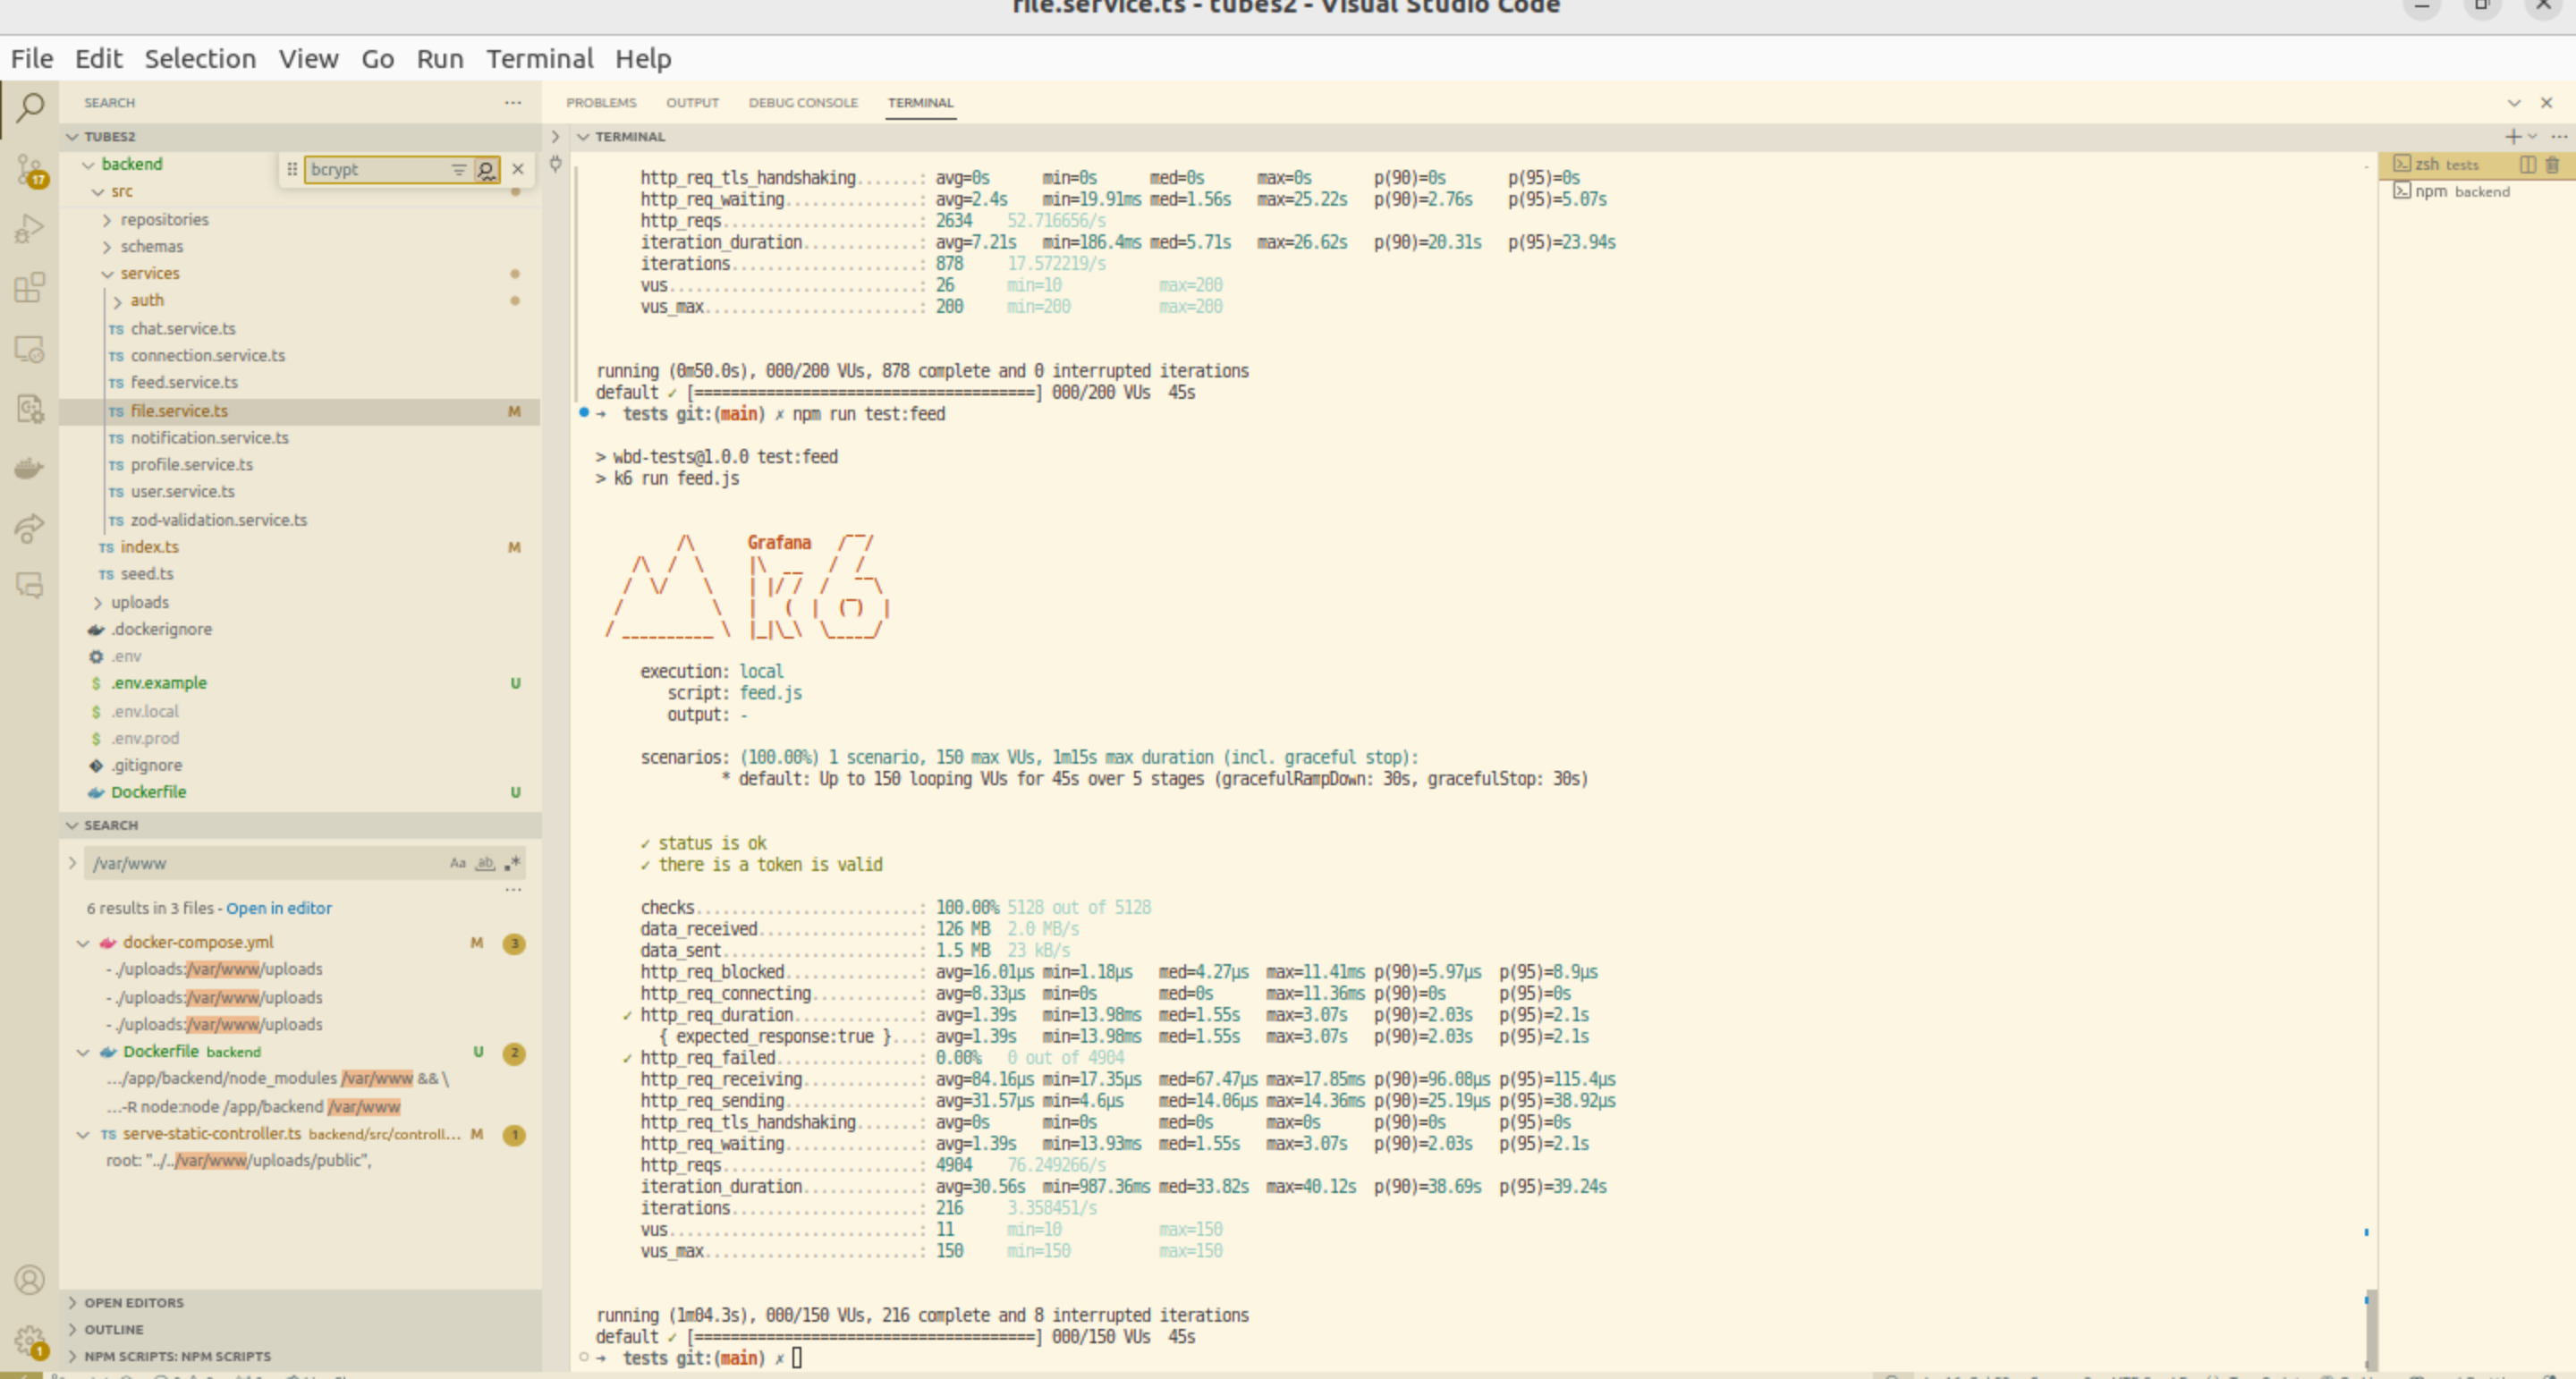 file.service.ts - tubes2 - Visual Studio Code
File Edit Selection View Go Run Terminal Help
SEARCH
TUBES2
backend
bcrypt
src
repositories
schemas
services
auth
TS chat.service.ts
TS connection.service.ts
TS feed.service.ts
TS file.service.ts M
TS notification.service.ts
TS profile.service.ts
TS user.service.ts
TS zod-validation.service.ts
TS index.ts M
TS seed.ts
uploads
.dockerignore
.env
$ .env.example U
$ .env.local
$ .env.prod
.gitignore
Dockerfile U
SEARCH
/var/www Aa ab .*
6 results in 3 files - Open in editor
docker-compose.yml M 3
- ./uploads:/var/www/uploads
- ./uploads:/var/www/uploads
- ./uploads:/var/www/uploads
Dockerfile backend U 2
.../app/backend/node_modules /var/www && \
...-R node:node /app/backend /var/www
TS serve-static-controller.ts backend/src/controll... M 1
root: "../../var/www/uploads/public",
OPEN EDITORS
OUTLINE
NPM SCRIPTS: NPM SCRIPTS
17
1
PROBLEMS OUTPUT DEBUG CONSOLE TERMINAL
TERMINAL
http_req_tls_handshaking.......: avg=0s min=0s med=0s max=0s p(90)=0s p(95)=0s
http_req_waiting...............: avg=2.4s min=19.91ms med=1.56s max=25.22s p(90)=2.76s p(95)=5.07s
http_reqs......................: 2634 52.716656/s
iteration_duration.............: avg=7.21s min=186.4ms med=5.71s max=26.62s p(90)=20.31s p(95)=23.94s
iterations.....................: 878 17.572219/s
vus............................: 26 min=10 max=200
vus_max........................: 200 min=200 max=200
running (0m50.0s), 000/200 VUs, 878 complete and 0 interrupted iterations
default ✓ [======================================] 000/200 VUs 45s
→ tests git:(main) ✗ npm run test:feed
> wbd-tests@1.0.0 test:feed
> k6 run feed.js
Grafana
k6
execution: local
script: feed.js
output: -
scenarios: (100.00%) 1 scenario, 150 max VUs, 1m15s max duration (incl. graceful stop):
* default: Up to 150 looping VUs for 45s over 5 stages (gracefulRampDown: 30s, gracefulStop: 30s)
✓ status is ok
✓ there is a token is valid
checks.........................: 100.00% 5128 out of 5128
data_received..................: 126 MB 2.0 MB/s
data_sent......................: 1.5 MB 23 kB/s
http_req_blocked...............: avg=16.01µs min=1.18µs med=4.27µs max=11.41ms p(90)=5.97µs p(95)=8.9µs
http_req_connecting............: avg=8.33µs min=0s med=0s max=11.36ms p(90)=0s p(95)=0s
✓ http_req_duration..............: avg=1.39s min=13.98ms med=1.55s max=3.07s p(90)=2.03s p(95)=2.1s
{ expected_response:true }...: avg=1.39s min=13.98ms med=1.55s max=3.07s p(90)=2.03s p(95)=2.1s
✓ http_req_failed................: 0.00% 0 out of 4904
http_req_receiving.............: avg=84.16µs min=17.35µs med=67.47µs max=17.85ms p(90)=96.08µs p(95)=115.4µs
http_req_sending...............: avg=31.57µs min=4.6µs med=14.06µs max=14.36ms p(90)=25.19µs p(95)=38.92µs
http_req_tls_handshaking.......: avg=0s min=0s med=0s max=0s p(90)=0s p(95)=0s
http_req_waiting...............: avg=1.39s min=13.93ms med=1.55s max=3.07s p(90)=2.03s p(95)=2.1s
http_reqs......................: 4904 76.249266/s
iteration_duration.............: avg=30.56s min=987.36ms med=33.82s max=40.12s p(90)=38.69s p(95)=39.24s
iterations.....................: 216 3.358451/s
vus............................: 11 min=10 max=150
vus_max........................: 150 min=150 max=150
running (1m04.3s), 000/150 VUs, 216 complete and 8 interrupted iterations
default ✓ [======================================] 000/150 VUs 45s
→ tests git:(main) ✗
zsh tests
npm backend